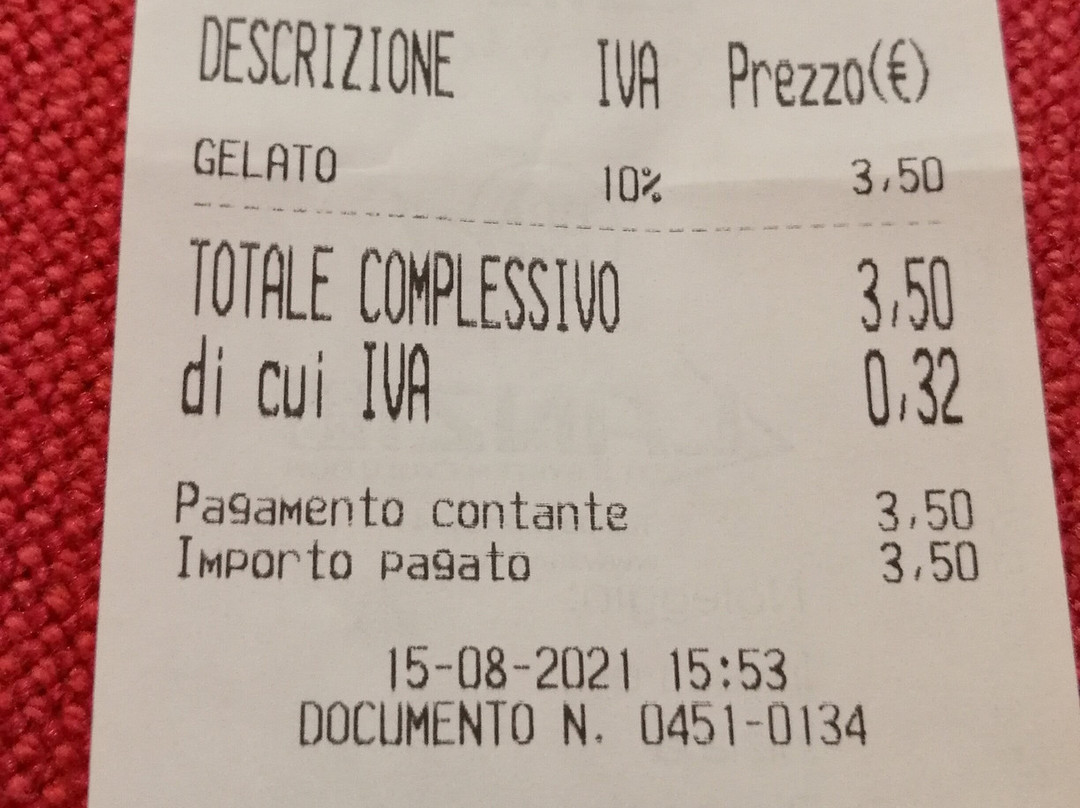 DESCRIZIONE IVA Prezzo(€)
GELATO 10% 3,50
TOTALE COMPLESSIVO 3,50
di cui IVA 0,32
Pagamento contante 3,50
Importo pagato 3,50
15-08-2021 15:53
DOCUMENTO N. 0451-0134